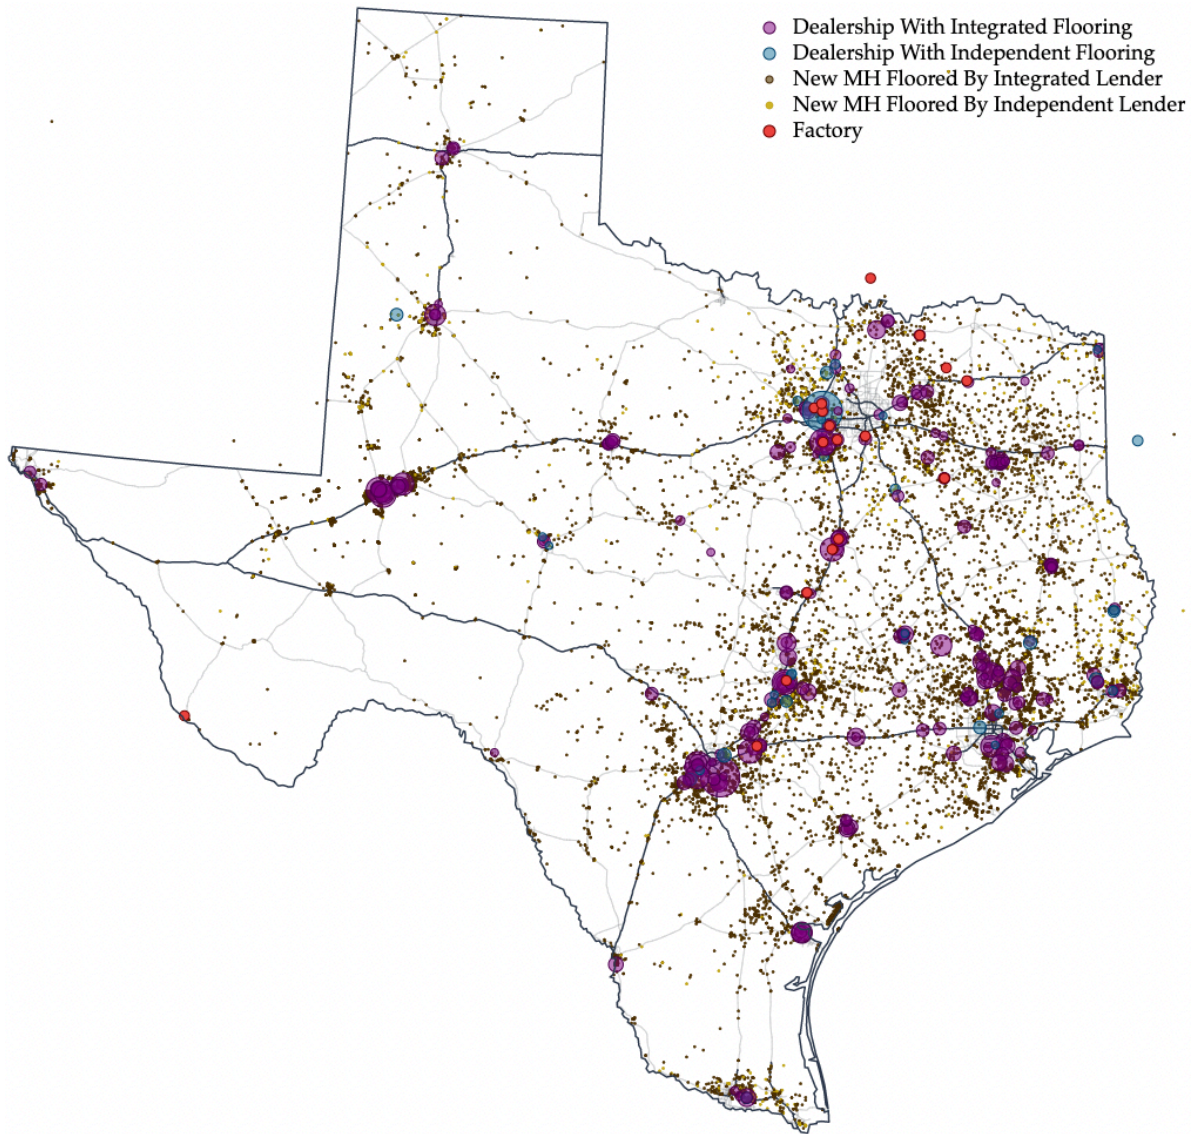 Dealership With Integrated Flooring
Dealership With Independent Flooring
New MH Floored By Integrated Lender
New MH Floored By Independent Lender
Factory